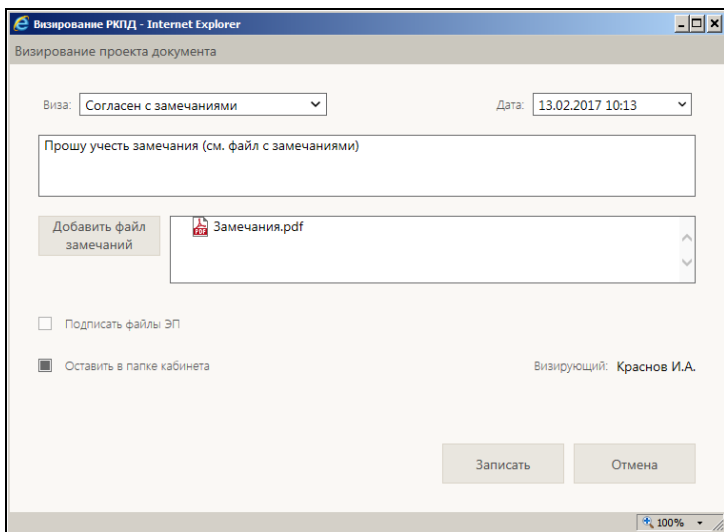 Визирование РКПД - Internet Explorer
Визирование проекта документа
Виза: Согласен с замечаниями Дата: 13.02.2017 10:13
Прошу учесть замечания (см. файл с замечаниями)
Добавить файл
замечаний
Замечания.pdf
Подписать файлы ЭП
Оставить в папке кабинета Визирующий: Краснов И.А.
Записать Отмена
100%